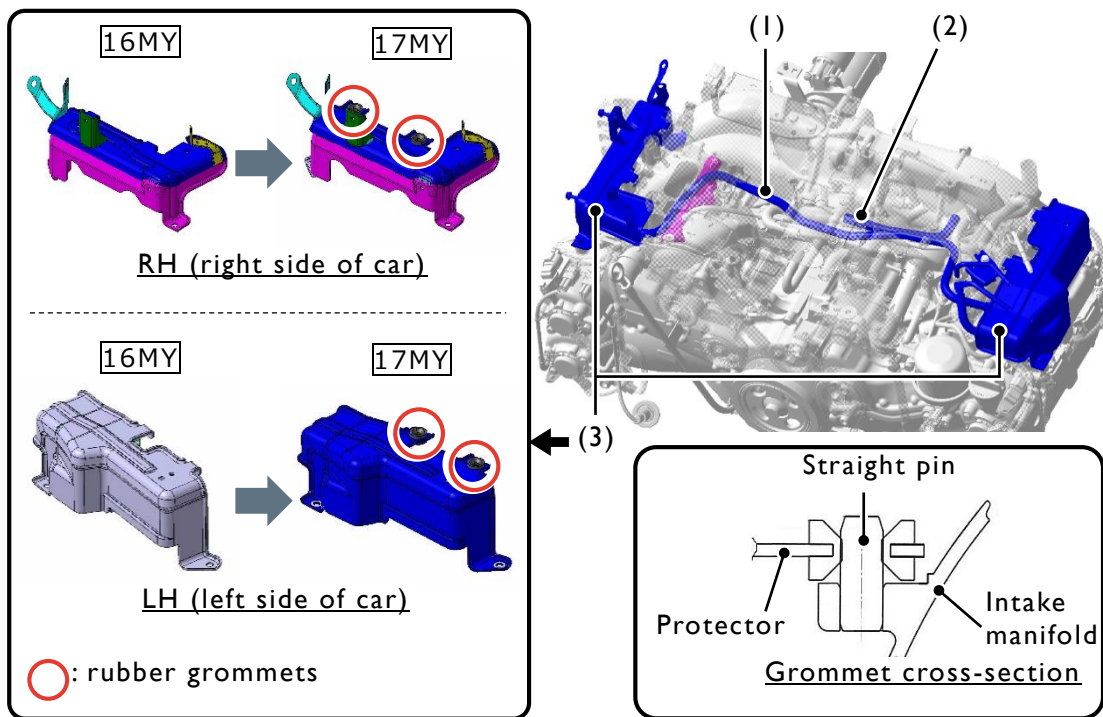 16MY
17MY
RH (right side of car)
16MY
17MY
LH (left side of car)
: rubber grommets
(1)
(2)
(3)
Straight pin
Protector
Intake
manifold
Grommet cross-section